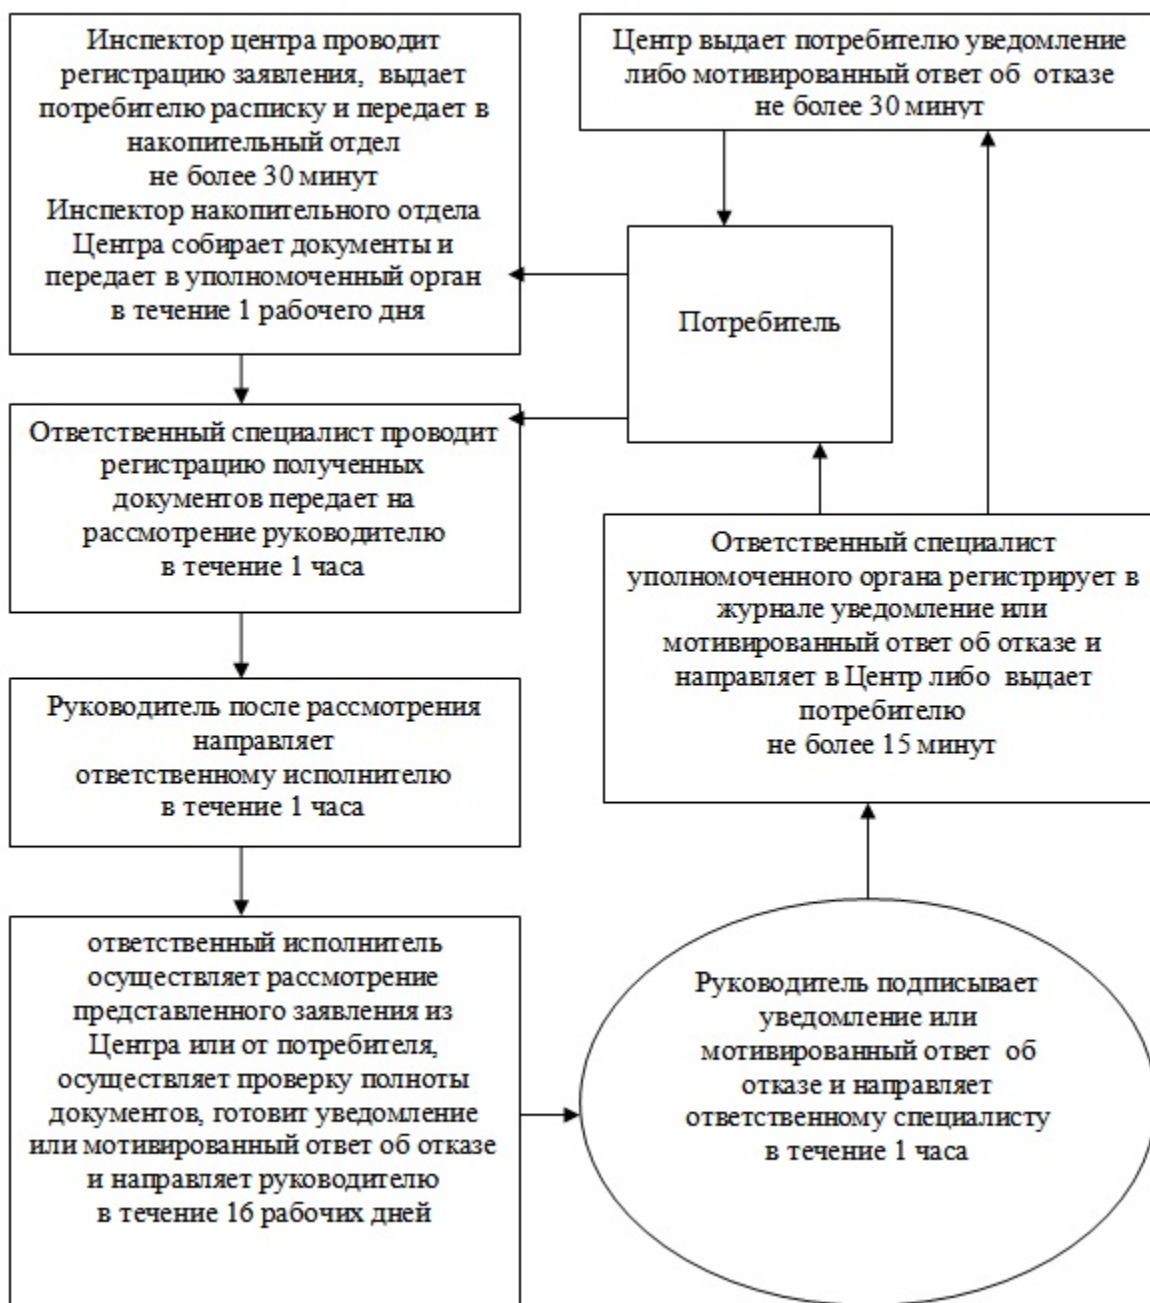 Инспектор центра проводит
регистрацию заявления, выдает
потребителю расписку и передает в
накопительный отдел
не более 30 минут
Инспектор накопительного отдела
Центра собирает документы и
передает в уполномоченный орган
в течение 1 рабочего дня
Центр выдает потребителю уведомление
либо мотивированный ответ об отказе
не более 30 минут
Потребитель
Ответственный специалист проводит
регистрацию полученных
документов передает на
рассмотрение руководителю
в течение 1 часа
Ответственный специалист
уполномоченного органа регистрирует в
журнале уведомление или
мотивированный ответ об отказе и
направляет в Центр либо выдает
потребителю
не более 15 минут
Руководитель после рассмотрения
направляет
ответственному исполнителю
в течение 1 часа
ответственный исполнитель
осуществляет рассмотрение
представленного заявления из
Центра или от потребителя,
осуществляет проверку полноты
документов, готовит уведомление
или мотивированный ответ об отказе
и направляет руководителю
в течение 16 рабочих дней
Руководитель подписывает
уведомление или
мотивированный ответ об
отказе и направляет
ответственному специалисту
в течение 1 часа